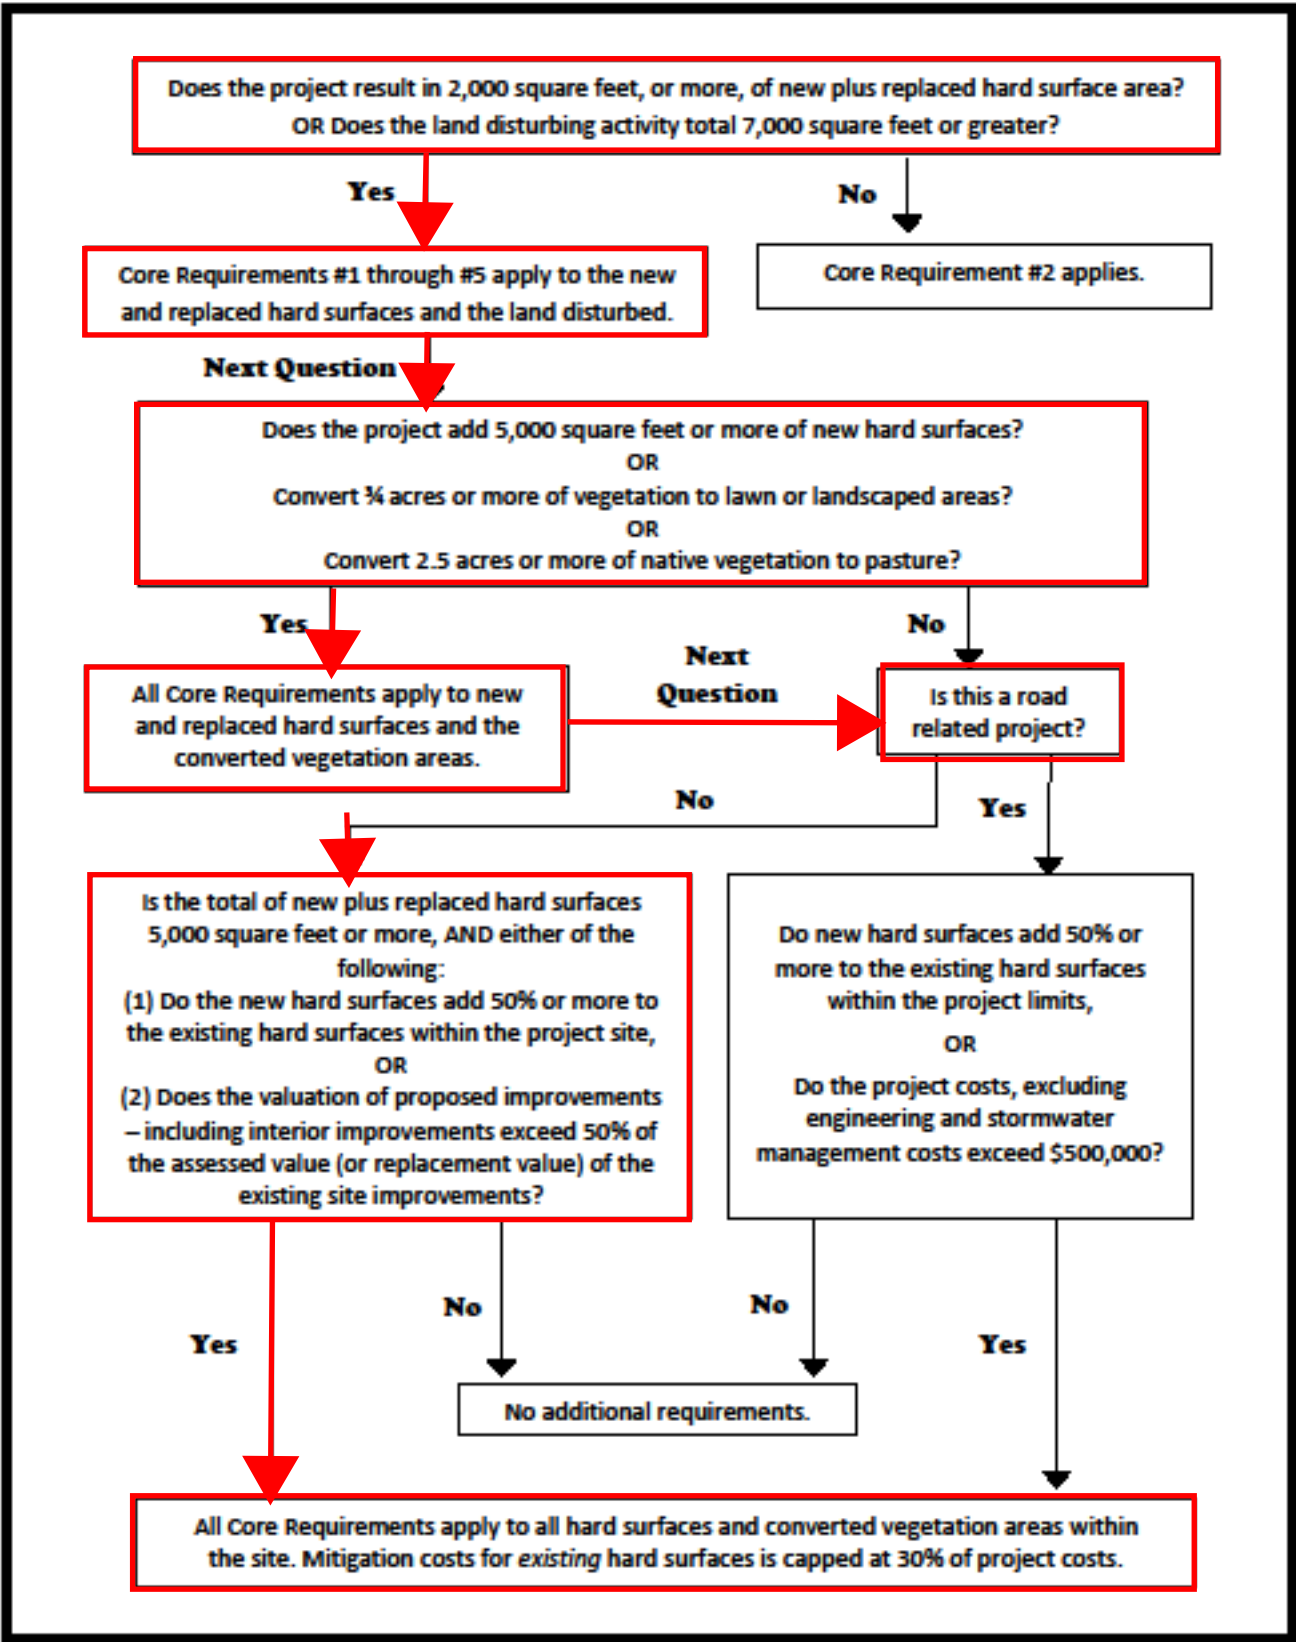 Does the project result in 2,000 square feet, or more, of new plus replaced hard surface area?
OR Does the land disturbing activity total 7,000 square feet or greater?
Yes
No
Core Requirements #1 through #5 apply to the new
and replaced hard surfaces and the land disturbed.
Core Requirement #2 applies.
Next Question
Does the project add 5,000 square feet or more of new hard surfaces?
OR
Convert ¾ acres or more of vegetation to lawn or landscaped areas?
OR
Convert 2.5 acres or more of native vegetation to pasture?
Yes
No
All Core Requirements apply to new
and replaced hard surfaces and the
converted vegetation areas.
Next
Question
Is this a road
related project?
No
Yes
Is the total of new plus replaced hard surfaces
5,000 square feet or more, AND either of the
following:
(1) Do the new hard surfaces add 50% or more to
the existing hard surfaces within the project site,
OR
(2) Does the valuation of proposed improvements
– including interior improvements exceed 50% of
the assessed value (or replacement value) of the
existing site improvements?
Do new hard surfaces add 50% or
more to the existing hard surfaces
within the project limits,
OR
Do the project costs, excluding
engineering and stormwater
management costs exceed $500,000?
Yes
No
No
Yes
No additional requirements.
All Core Requirements apply to all hard surfaces and converted vegetation areas within
the site. Mitigation costs for existing hard surfaces is capped at 30% of project costs.